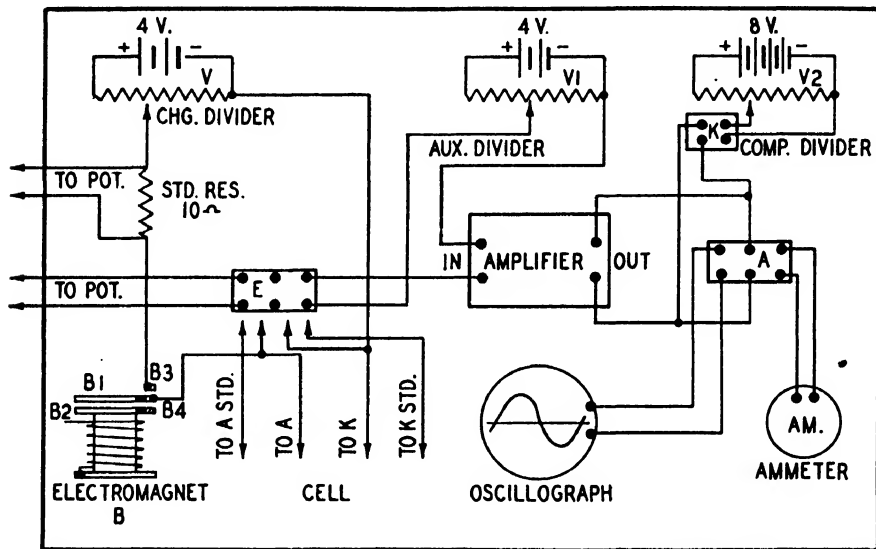 4 V. 4 V. 8 V.
+ - + - + -
V V1 V2
CHG. DIVIDER
AUX. DIVIDER
K
COMP. DIVIDER
TO POT.
STD. RES.
10 Ω
IN AMPLIFIER OUT
A
E
TO POT.
B3
B1
B2 B4
TO A STD.
TO A
TO K
TO K STD.
AM.
AMMETER
ELECTROMAGNET
B
CELL
OSCILLOGRAPH